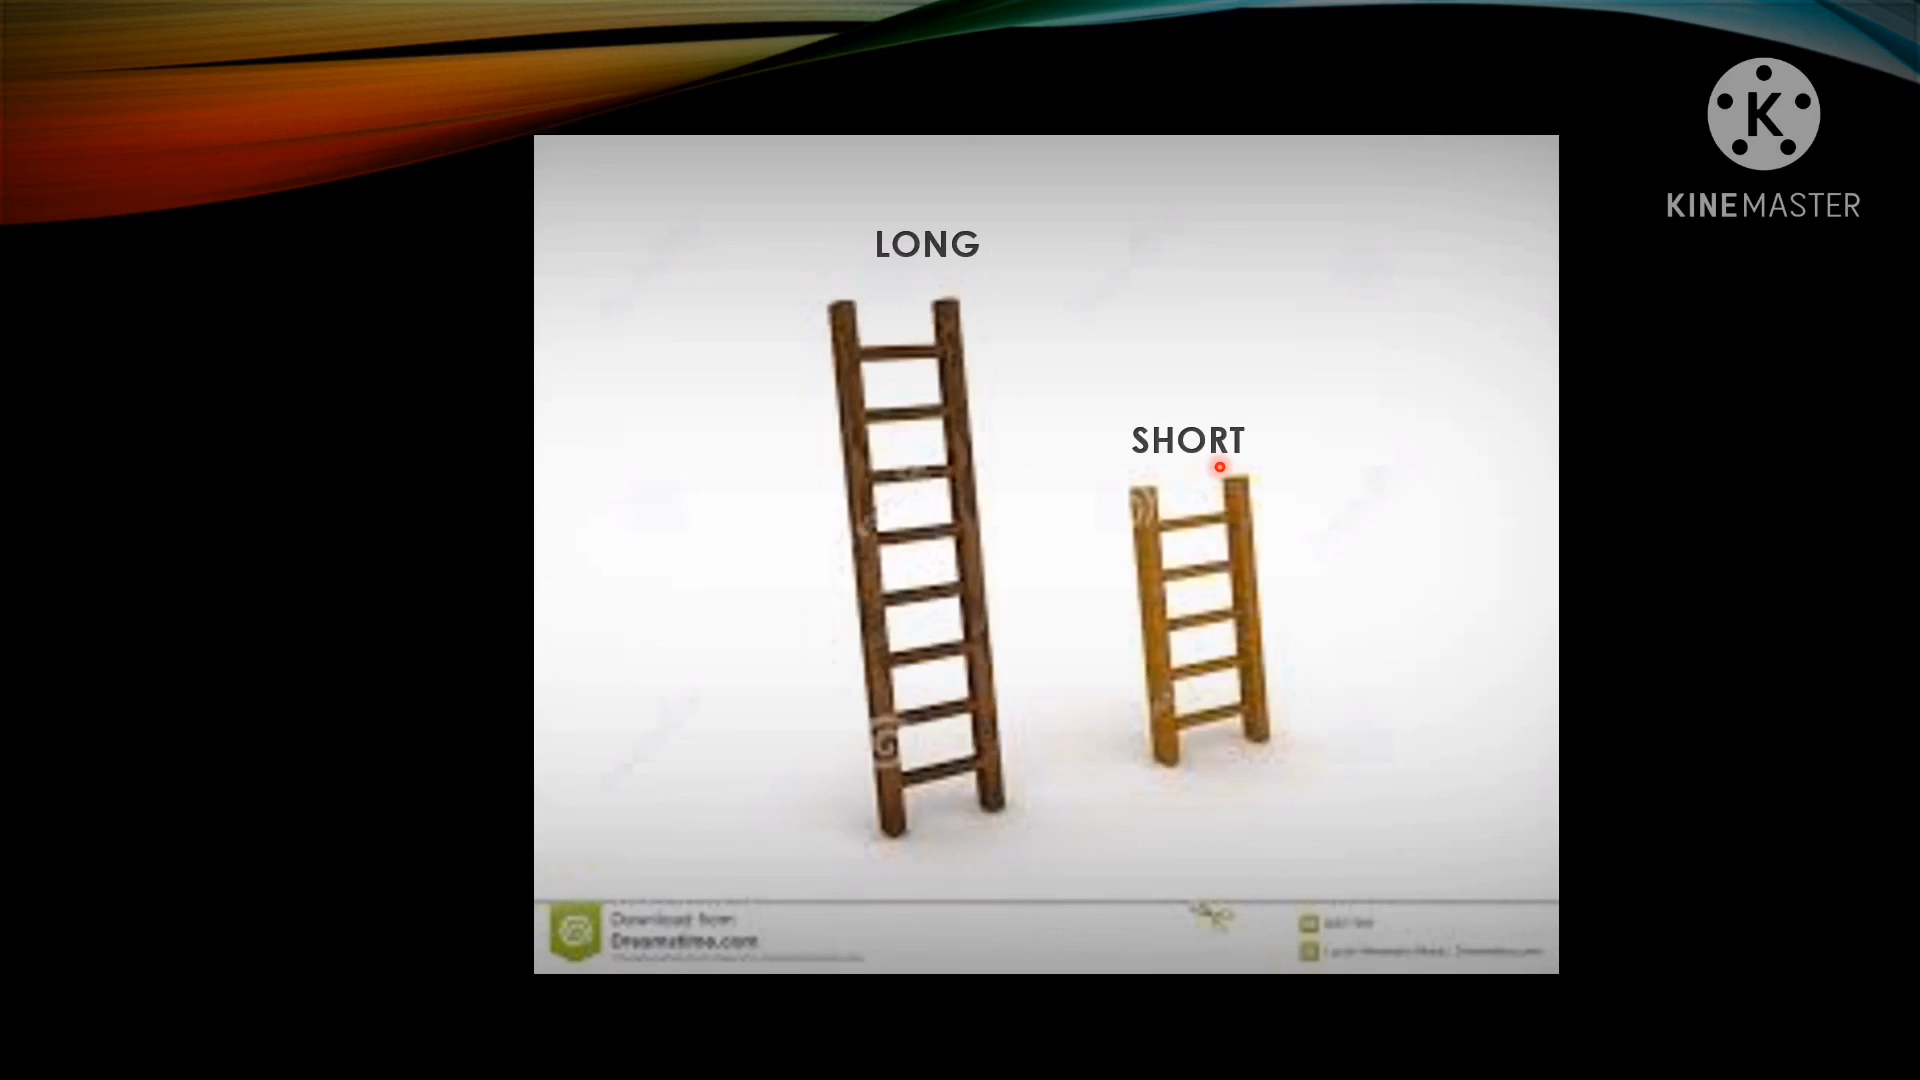 K
KINEMASTER
LONG
SHORT
Download from
Dreamstime.com